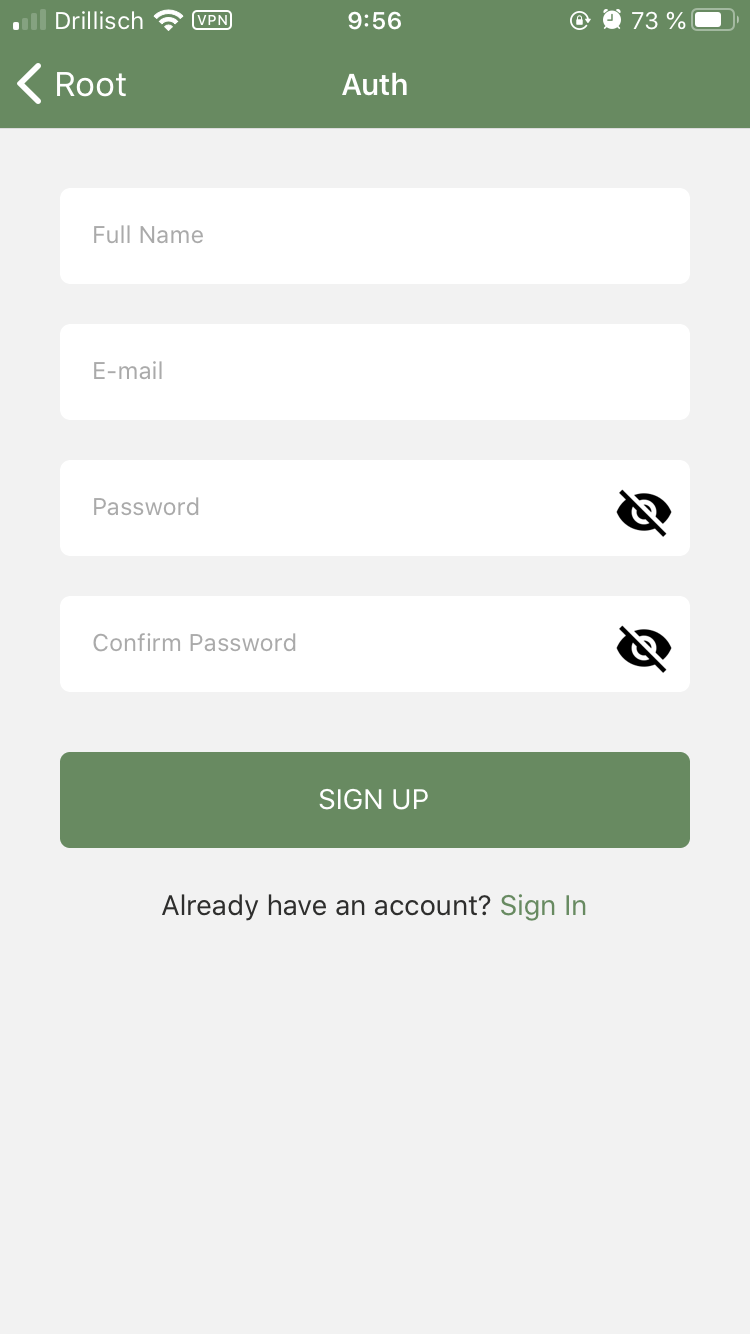 Drillisch VPN 9:56 73 %
Root Auth
Full Name
E-mail
Password
Confirm Password
SIGN UP
Already have an account? Sign In